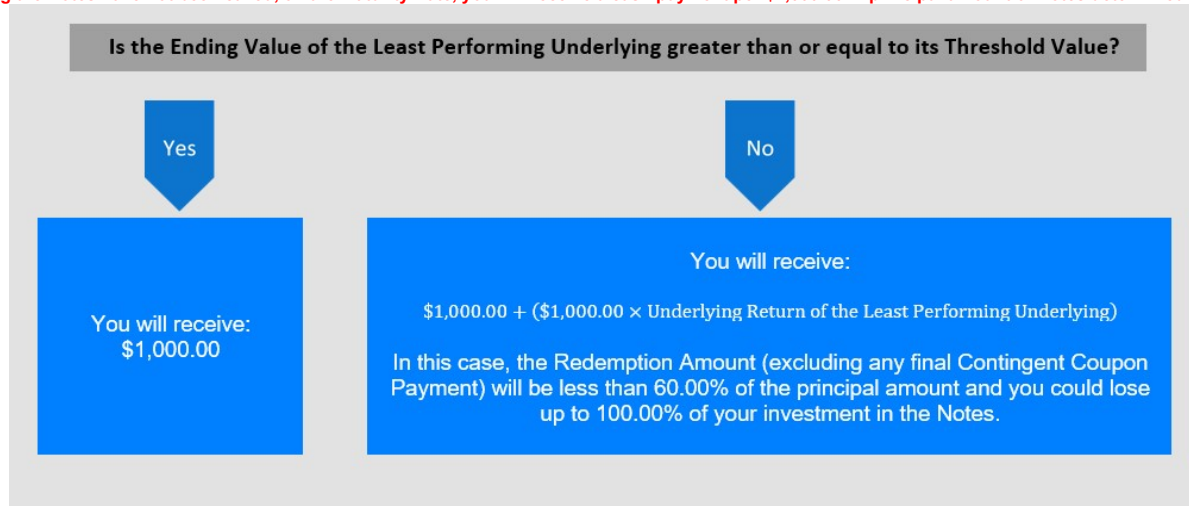 Is the Ending Value of the Least Performing Underlying greater than or equal to its Threshold Value?
Yes
No
You will receive:
$1,000.00
You will receive:
$1,000.00 + ($1,000.00 × Underlying Return of the Least Performing Underlying)
In this case, the Redemption Amount (excluding any final Contingent Coupon
Payment) will be less than 60.00% of the principal amount and you could lose
up to 100.00% of your investment in the Notes.